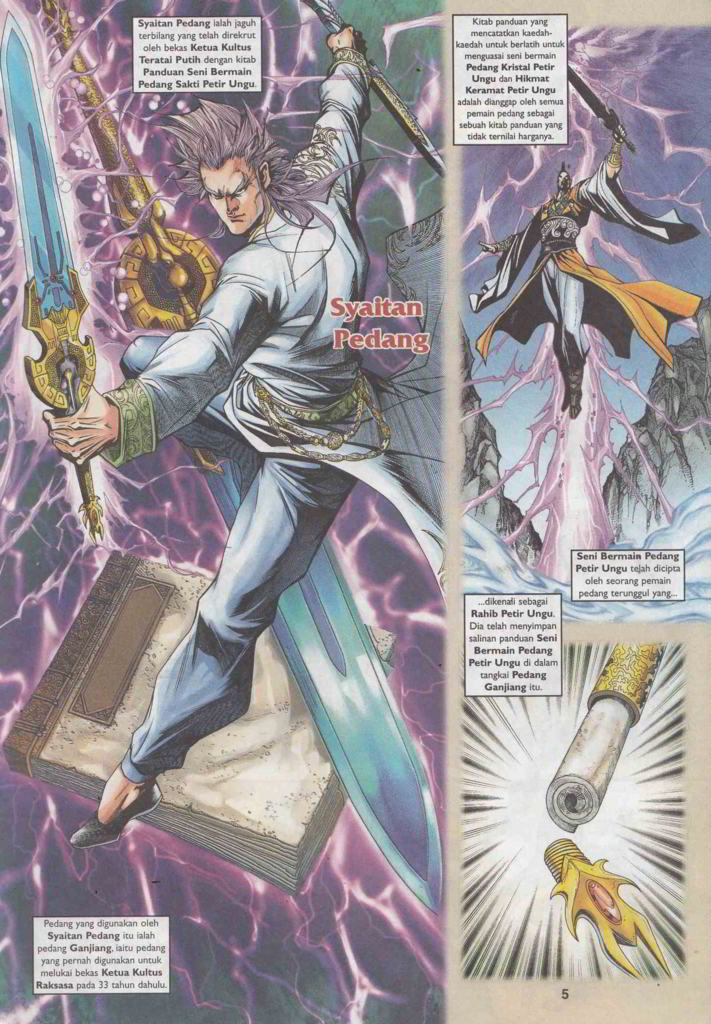 Syaitan Pedang ialah jaguh
terbilang yang telah direkrut
oleh bekas Ketua Kultus
Teratai Putih dengan kitab
Panduan Seni Bermain
Pedang Sakti Petir Ungu.
Syaitan
Pedang
Pedang yang digunakan oleh
Syaitan Pedang itu ialah
pedang Ganjiang, iaitu pedang
yang pernah digunakan untuk
melukai bekas Ketua Kultus
Raksasa pada 33 tahun dahulu.
Kitab panduan yang
mencatatkan kaedah-
kaedah untuk berlatih untuk
menguasai seni bermain
Pedang Kristal Petir
Ungu dan Hikmat
Keramat Petir Ungu
adalah dianggap oleh semua
pemain pedang sebagai
sebuah kitab panduan yang
tidak ternilai harganya.
Seni Bermain Pedang
Petir Ungu telah dicipta
oleh seorang pemain
pedang terunggul yang...
...dikenali sebagai
Rahib Petir Ungu.
Dia telah menyimpan
salinan panduan Seni
Bermain Pedang
Petir Ungu di dalam
tangkai Pedang
Ganjiang itu.
5